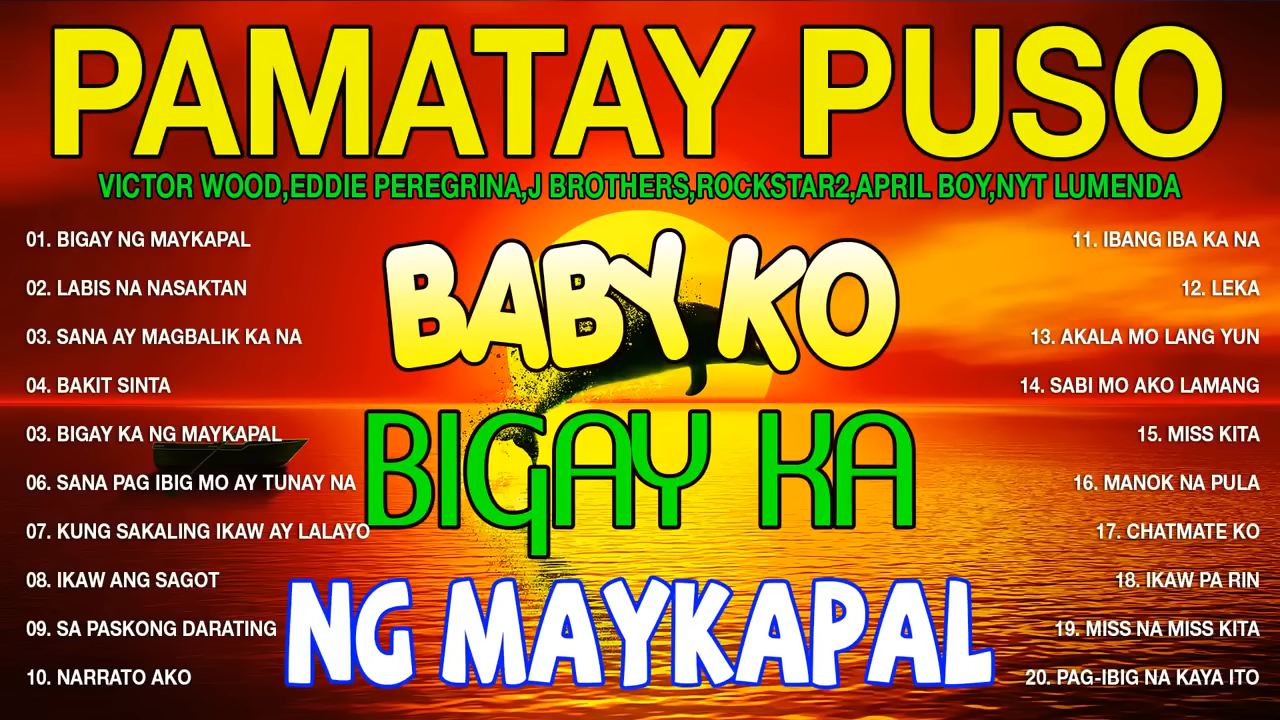 PAMATAY PUSO
VICTOR WOOD,EDDIE PEREGRINA,J BROTHERS,ROCKSTAR2,APRIL BOY,NYT LUMENDA
01. BIGAY NG MAYKAPAL
02. LABIS NA NASAKTAN
03. SANA AY MAGBALIK KA NA
04. BAKIT SINTA
03. BIGAY KA NG MAYKAPAL
06. SANA PAG IBIG MO AY TUNAY NA
07. KUNG SAKALING IKAW AY LALAYO
08. IKAW ANG SAGOT
09. SA PASKONG DARATING
10. NARRATO AKO
BABY KO
BIGAY KA
NG MAYKAPAL
11. IBANG IBA KA NA
12. LEKA
13. AKALA MO LANG YUN
14. SABI MO AKO LAMANG
15. MISS KITA
16. MANOK NA PULA
17. CHATMATE KO
18. IKAW PA RIN
19. MISS NA MISS KITA
20. PAG-IBIG NA KAYA ITO